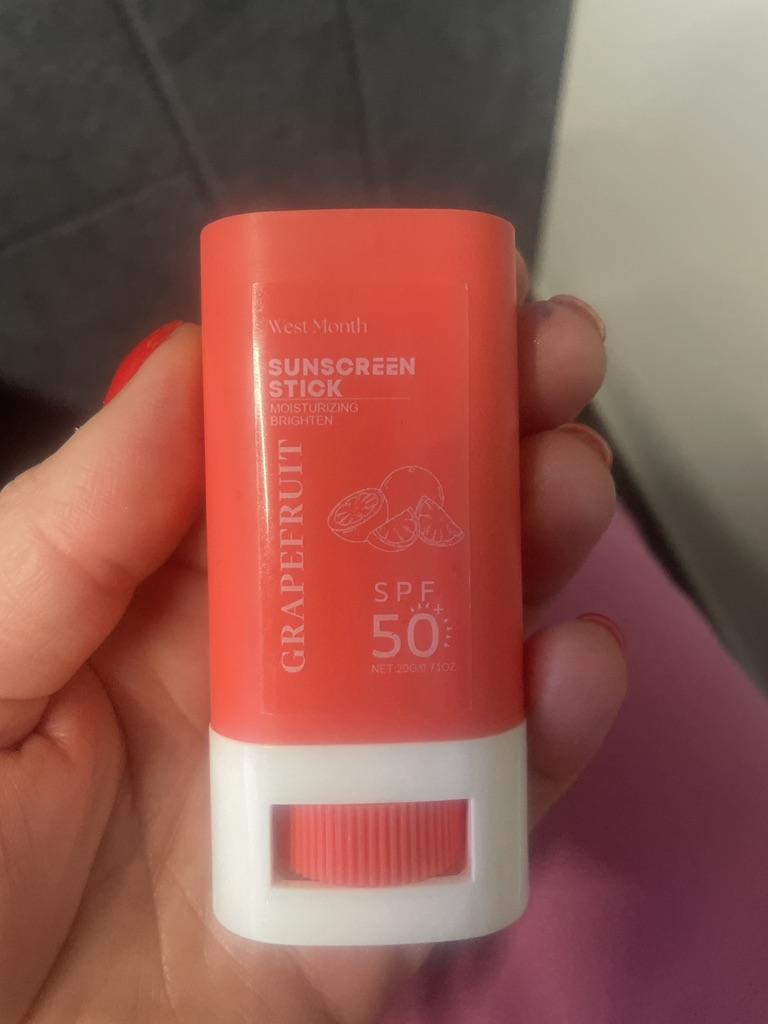 West Month
SUNSCREEN
STICK
MOISTURIZING
BRIGHTEN
GRAPEFRUIT
SPF
50+
NET 20G/0.71OZ